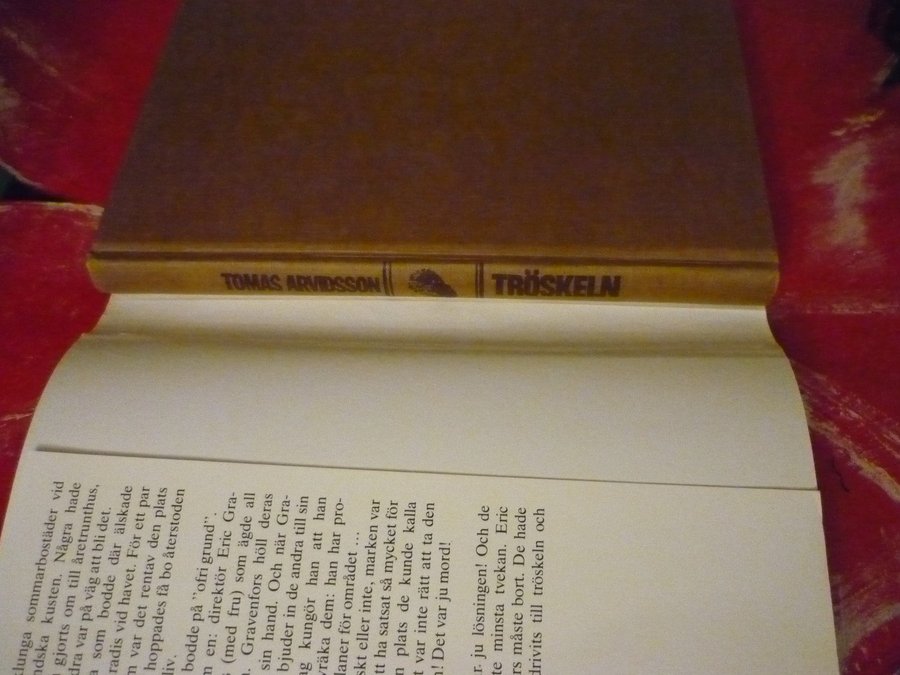 TOMAS ARVIDSSON
TRÖSKELN
sommarbostäder vid
kusten. Några hade
gjorts om till åretrunthus,
var på väg att bli det.
som bodde där älskade
vid havet. För ett par
var det rentav den plats
hoppades få bo återstoden
liv.
bodde på "ofri grund".
en: direktör Eric Gra-
(med fru) som ägde all
Gravenfors höll deras
sin hand. Och när Gra-
bjuder in de andra till sin
kungör han att han
vräka dem: han har pro-
för området ...
eller inte, marken var
ha satsat så mycket för
plats de kunde kalla
var inte rätt att ta den
Det var ju mord!
ju lösningen! Och de
minsta tvekan. Eric
måste bort. De hade
drivits till tröskeln och